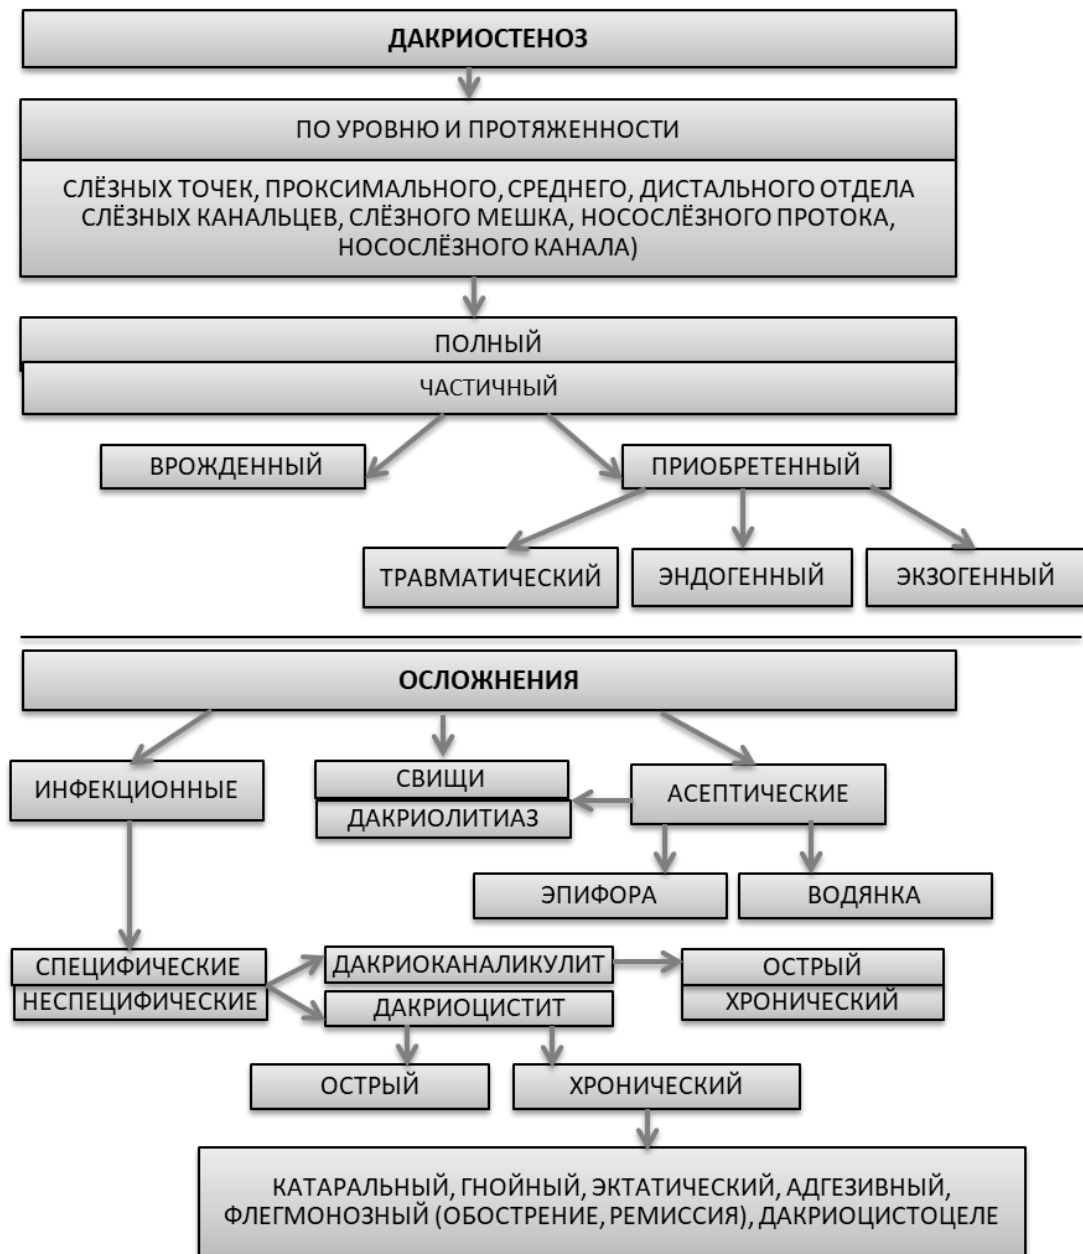 ДАКРИОСТЕНОЗ
ПО УРОВНЮ И ПРОТЯЖЕННОСТИ
СЛЁЗНЫХ ТОЧЕК, ПРОКСИМАЛЬНОГО, СРЕДНЕГО, ДИСТАЛЬНОГО ОТДЕЛА
СЛЁЗНЫХ КАНАЛЬЦЕВ, СЛЁЗНОГО МЕШКА, НОСОСЛЁЗНОГО ПРОТОКА,
НОСОСЛЁЗНОГО КАНАЛА)
ПОЛНЫЙ
ЧАСТИЧНЫЙ
ВРОЖДЕННЫЙ
ПРИОБРЕТЕННЫЙ
ТРАВМАТИЧЕСКИЙ
ЭНДОГЕННЫЙ
ЭКЗОГЕННЫЙ
ОСЛОЖНЕНИЯ
ИНФЕКЦИОННЫЕ
СВИЩИ
ДАКРИОЛИТИАЗ
АСЕПТИЧЕСКИЕ
ЭПИФОРА
ВОДЯНКА
СПЕЦИФИЧЕСКИЕ
НЕСПЕЦИФИЧЕСКИЕ
ДАКРИОКАНАЛИКУЛИТ
ДАКРИОЦИСТИТ
ОСТРЫЙ
ХРОНИЧЕСКИЙ
ОСТРЫЙ
ХРОНИЧЕСКИЙ
КАТАРАЛЬНЫЙ, ГНОЙНЫЙ, ЭКТАТИЧЕСКИЙ, АДГЕЗИВНЫЙ,
ФЛЕГМОНОЗНЫЙ (ОБОСТРЕНИЕ, РЕМИССИЯ), ДАКРИОЦИСТОЦЕЛЕ